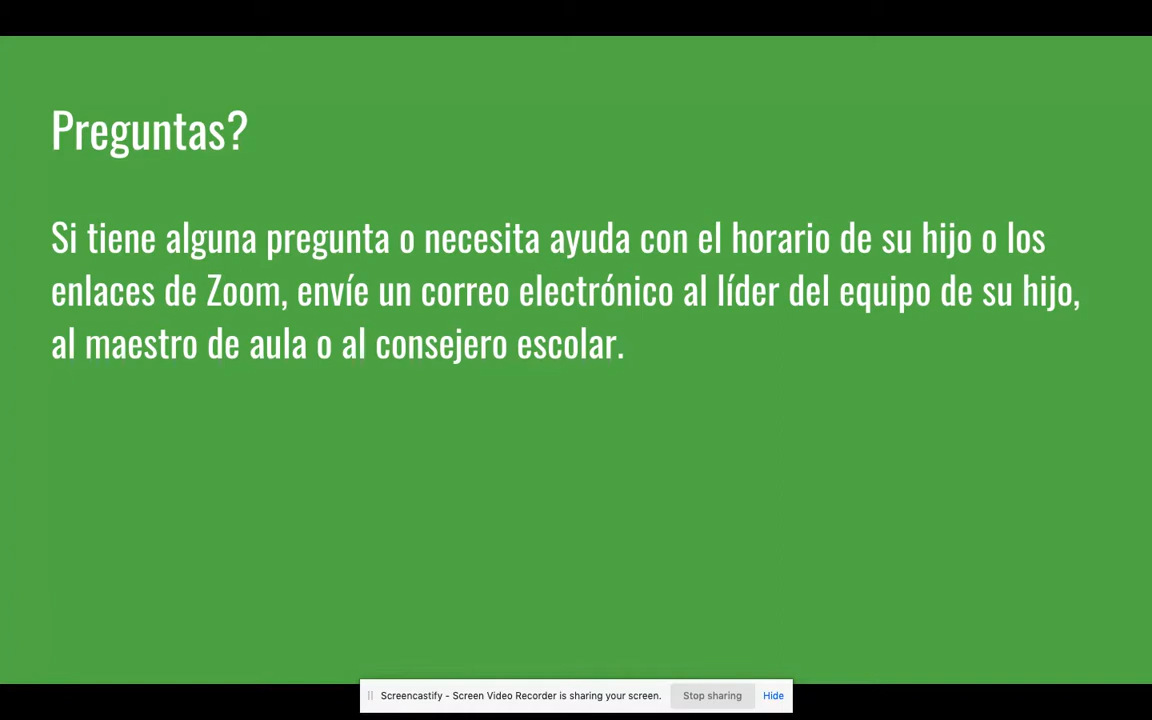 Preguntas?
Si tiene alguna pregunta o necesita ayuda con el horario de su hijo o los
enlaces de Zoom, envíe un correo electrónico al líder del equipo de su hijo,
al maestro de aula o al consejero escolar.
Screencastify - Screen Video Recorder is sharing your screen. Stop sharing Hide